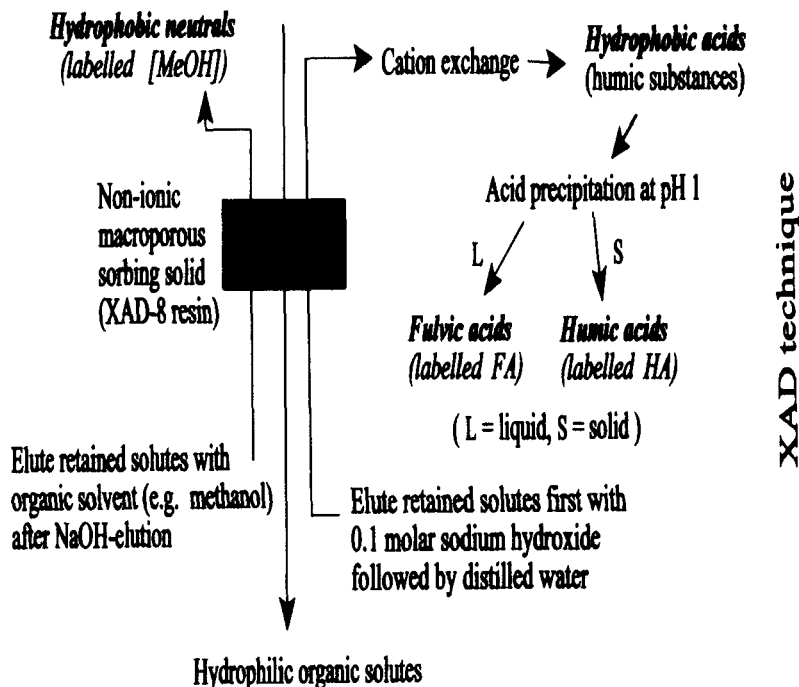 Hydrophobic neutrals
(labelled [MeOH])
Cation exchange
Hydrophobic acids
(humic substances)
Acid precipitation at pH 1
L
S
Non-ionic
macroporous
sorbing solid
(XAD-8 resin)
Fulvic acids
(labelled FA)
Humic acids
(labelled HA)
( L = liquid, S = solid )
XAD technique
Elute retained solutes with
organic solvent (e.g. methanol)
after NaOH-elution
Elute retained solutes first with
0.1 molar sodium hydroxide
followed by distilled water
Hydrophilic organic solutes